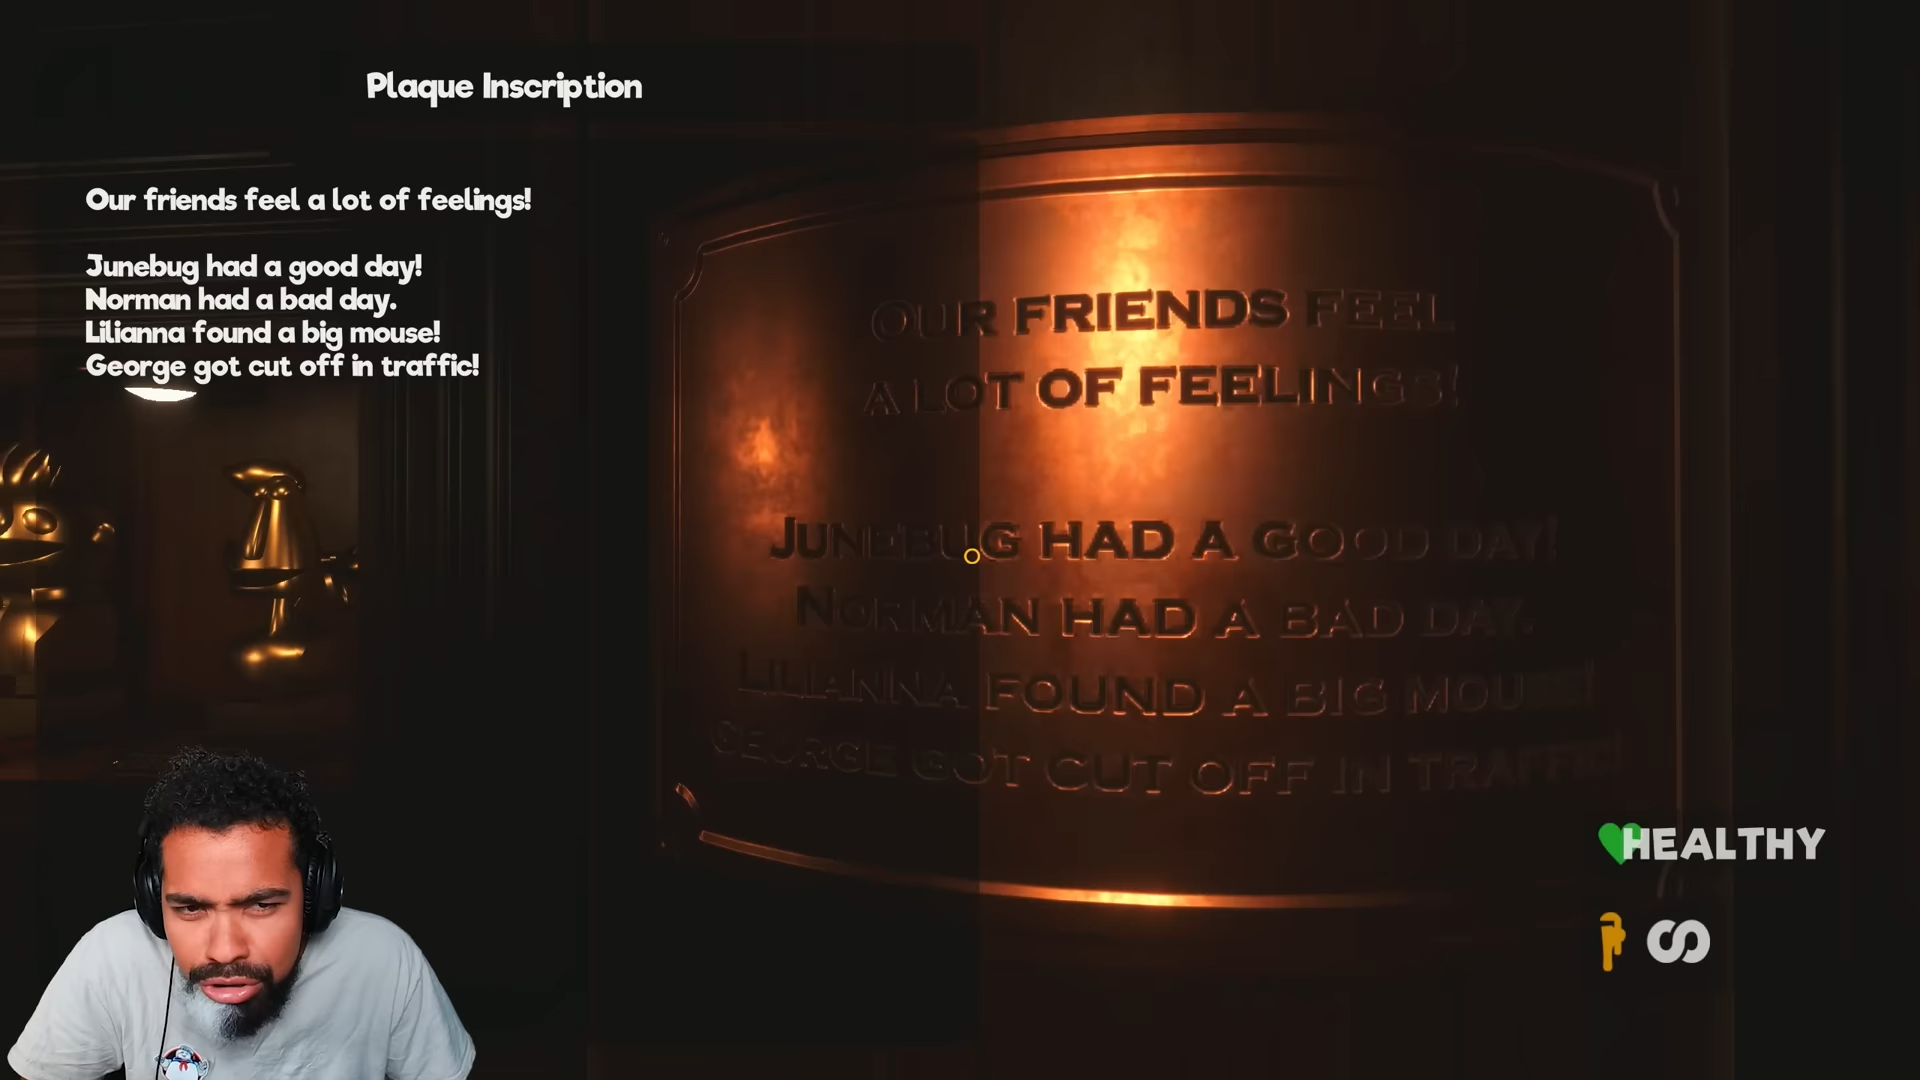 Plaque Inscription
Our friends feel a lot of feelings!
Junebug had a good day!
Norman had a bad day.
Lilianna found a big mouse!
George got cut off in traffic!
OUR FRIENDS FEEL
A LOT OF FEELINGS!
JUNEBUG HAD A GOOD DAY!
NORMAN HAD A BAD DAY.
LILIANNA FOUND A BIG MOUSE!
GEORGE GOT CUT OFF IN TRAFFIC!
HEALTHY